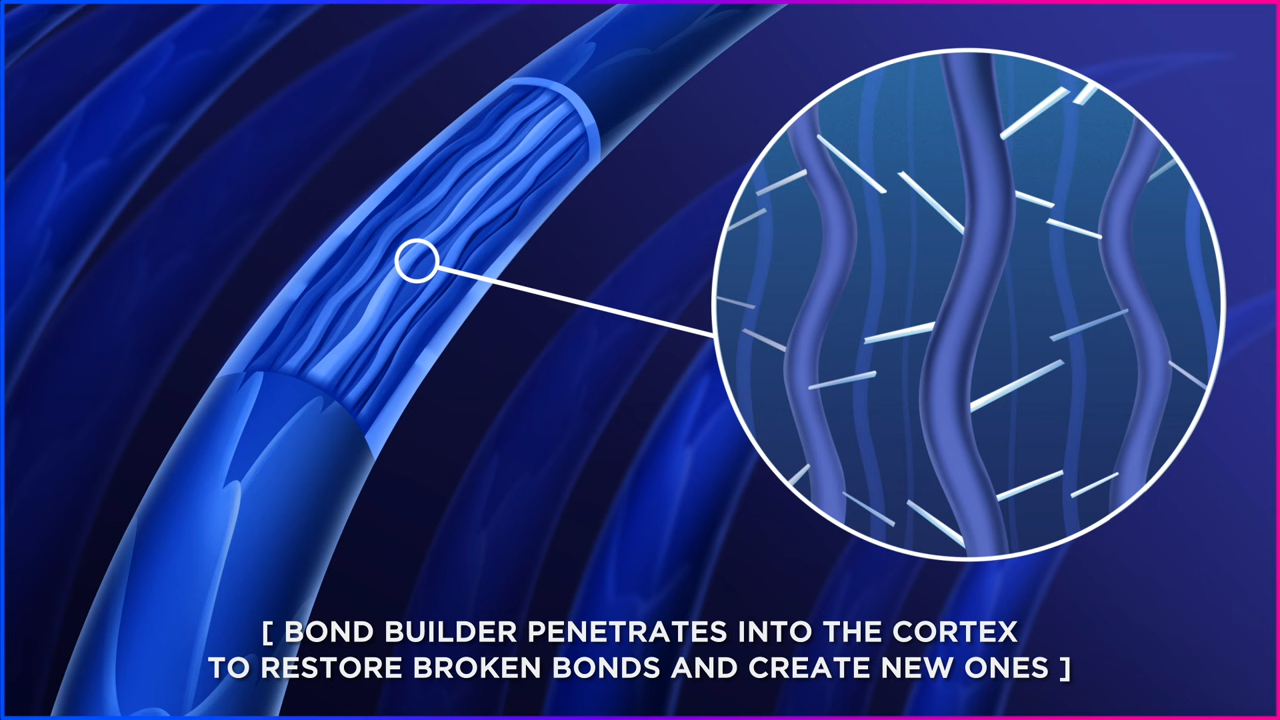 [ BOND BUILDER PENETRATES INTO THE CORTEX
TO RESTORE BROKEN BONDS AND CREATE NEW ONES ]